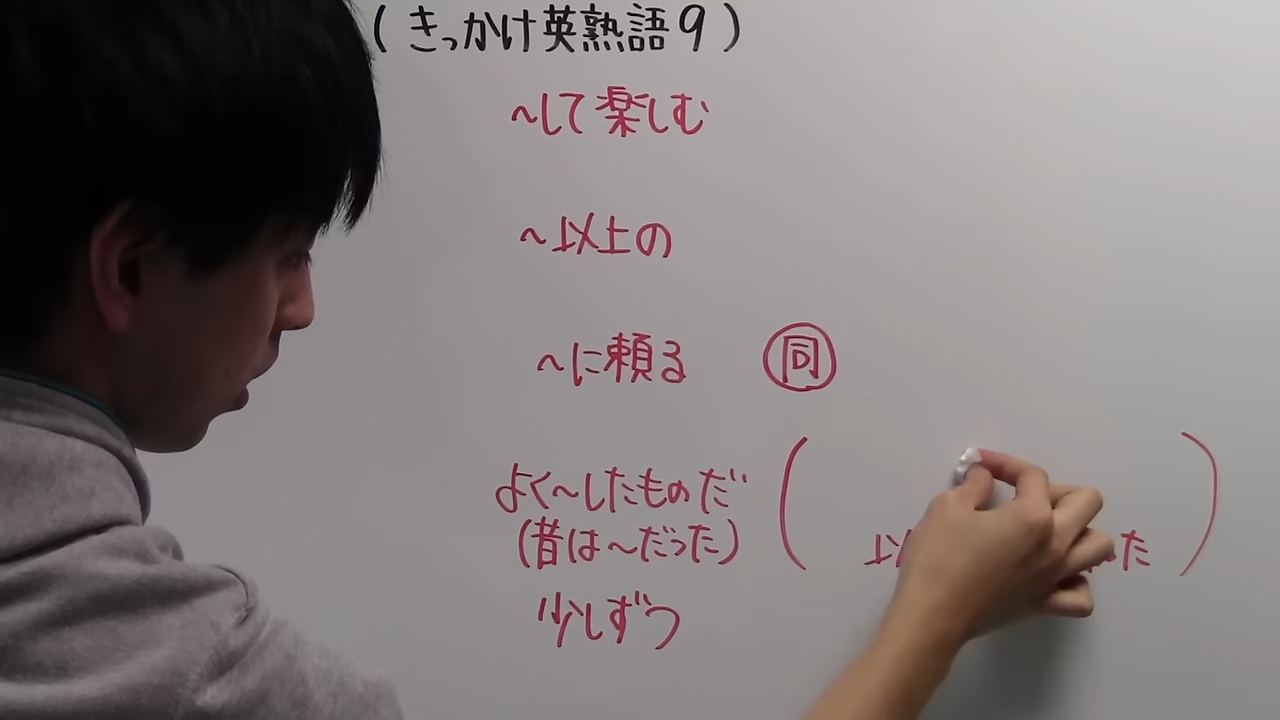 (きっかけ英熟語9)
~して楽しむ
~以上の
~に頼る 同
よく~したものだ (
(昔は~だった) 以 た )
少しずつ